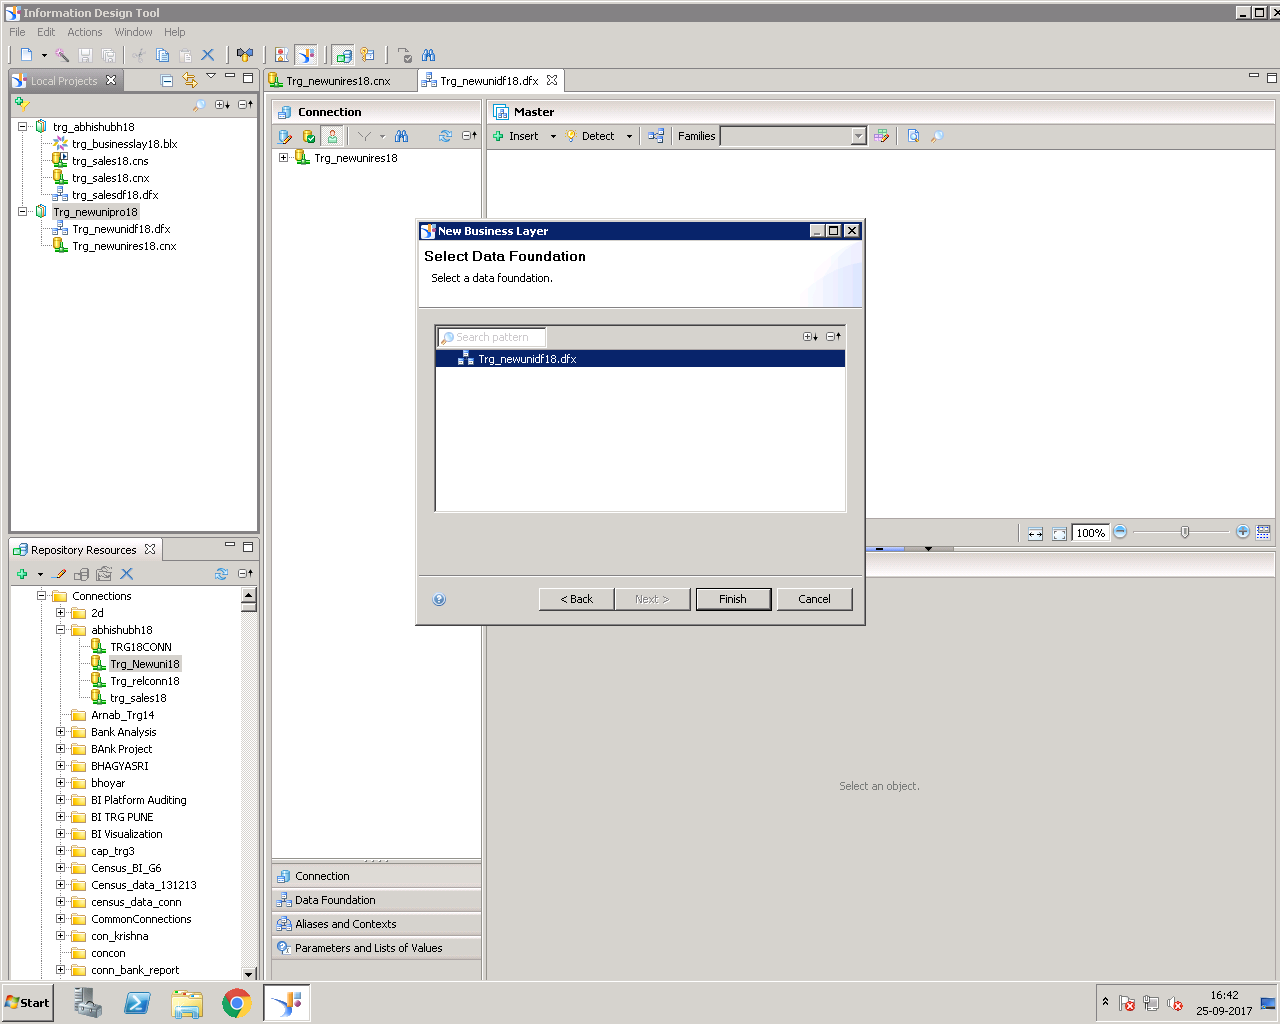 Information Design Tool
File Edit Actions Window Help
Local Projects
Trg_newunires18.cnx
Trg_newunidf18.dfx
trg_abhishubh18
trg_businesslay18.blx
trg_sales18.cns
trg_sales18.cnx
trg_salesdf18.dfx
Trg_newunipro18
Trg_newunidf18.dfx
Trg_newunires18.cnx
Connection
Trg_newunires18
Master
Insert Detect Families
New Business Layer
Select Data Foundation
Select a data foundation.
Search pattern
Trg_newunidf18.dfx
< Back Next > Finish Cancel
100%
Select an object.
Repository Resources
Connections
2d
abhishubh18
TRG18CONN
Trg_Newuni18
Trg_relconn18
trg_sales18
Arnab_Trg14
Bank Analysis
BAnk Project
BHAGYASRI
bhoyar
BI Platform Auditing
BI TRG PUNE
BI Visualization
cap_trg3
Census_BI_G6
Census_data_131213
census_data_conn
CommonConnections
con_krishna
concon
conn_bank_report
Connection
Data Foundation
Aliases and Contexts
Parameters and Lists of Values
Start
16:42
25-09-2017